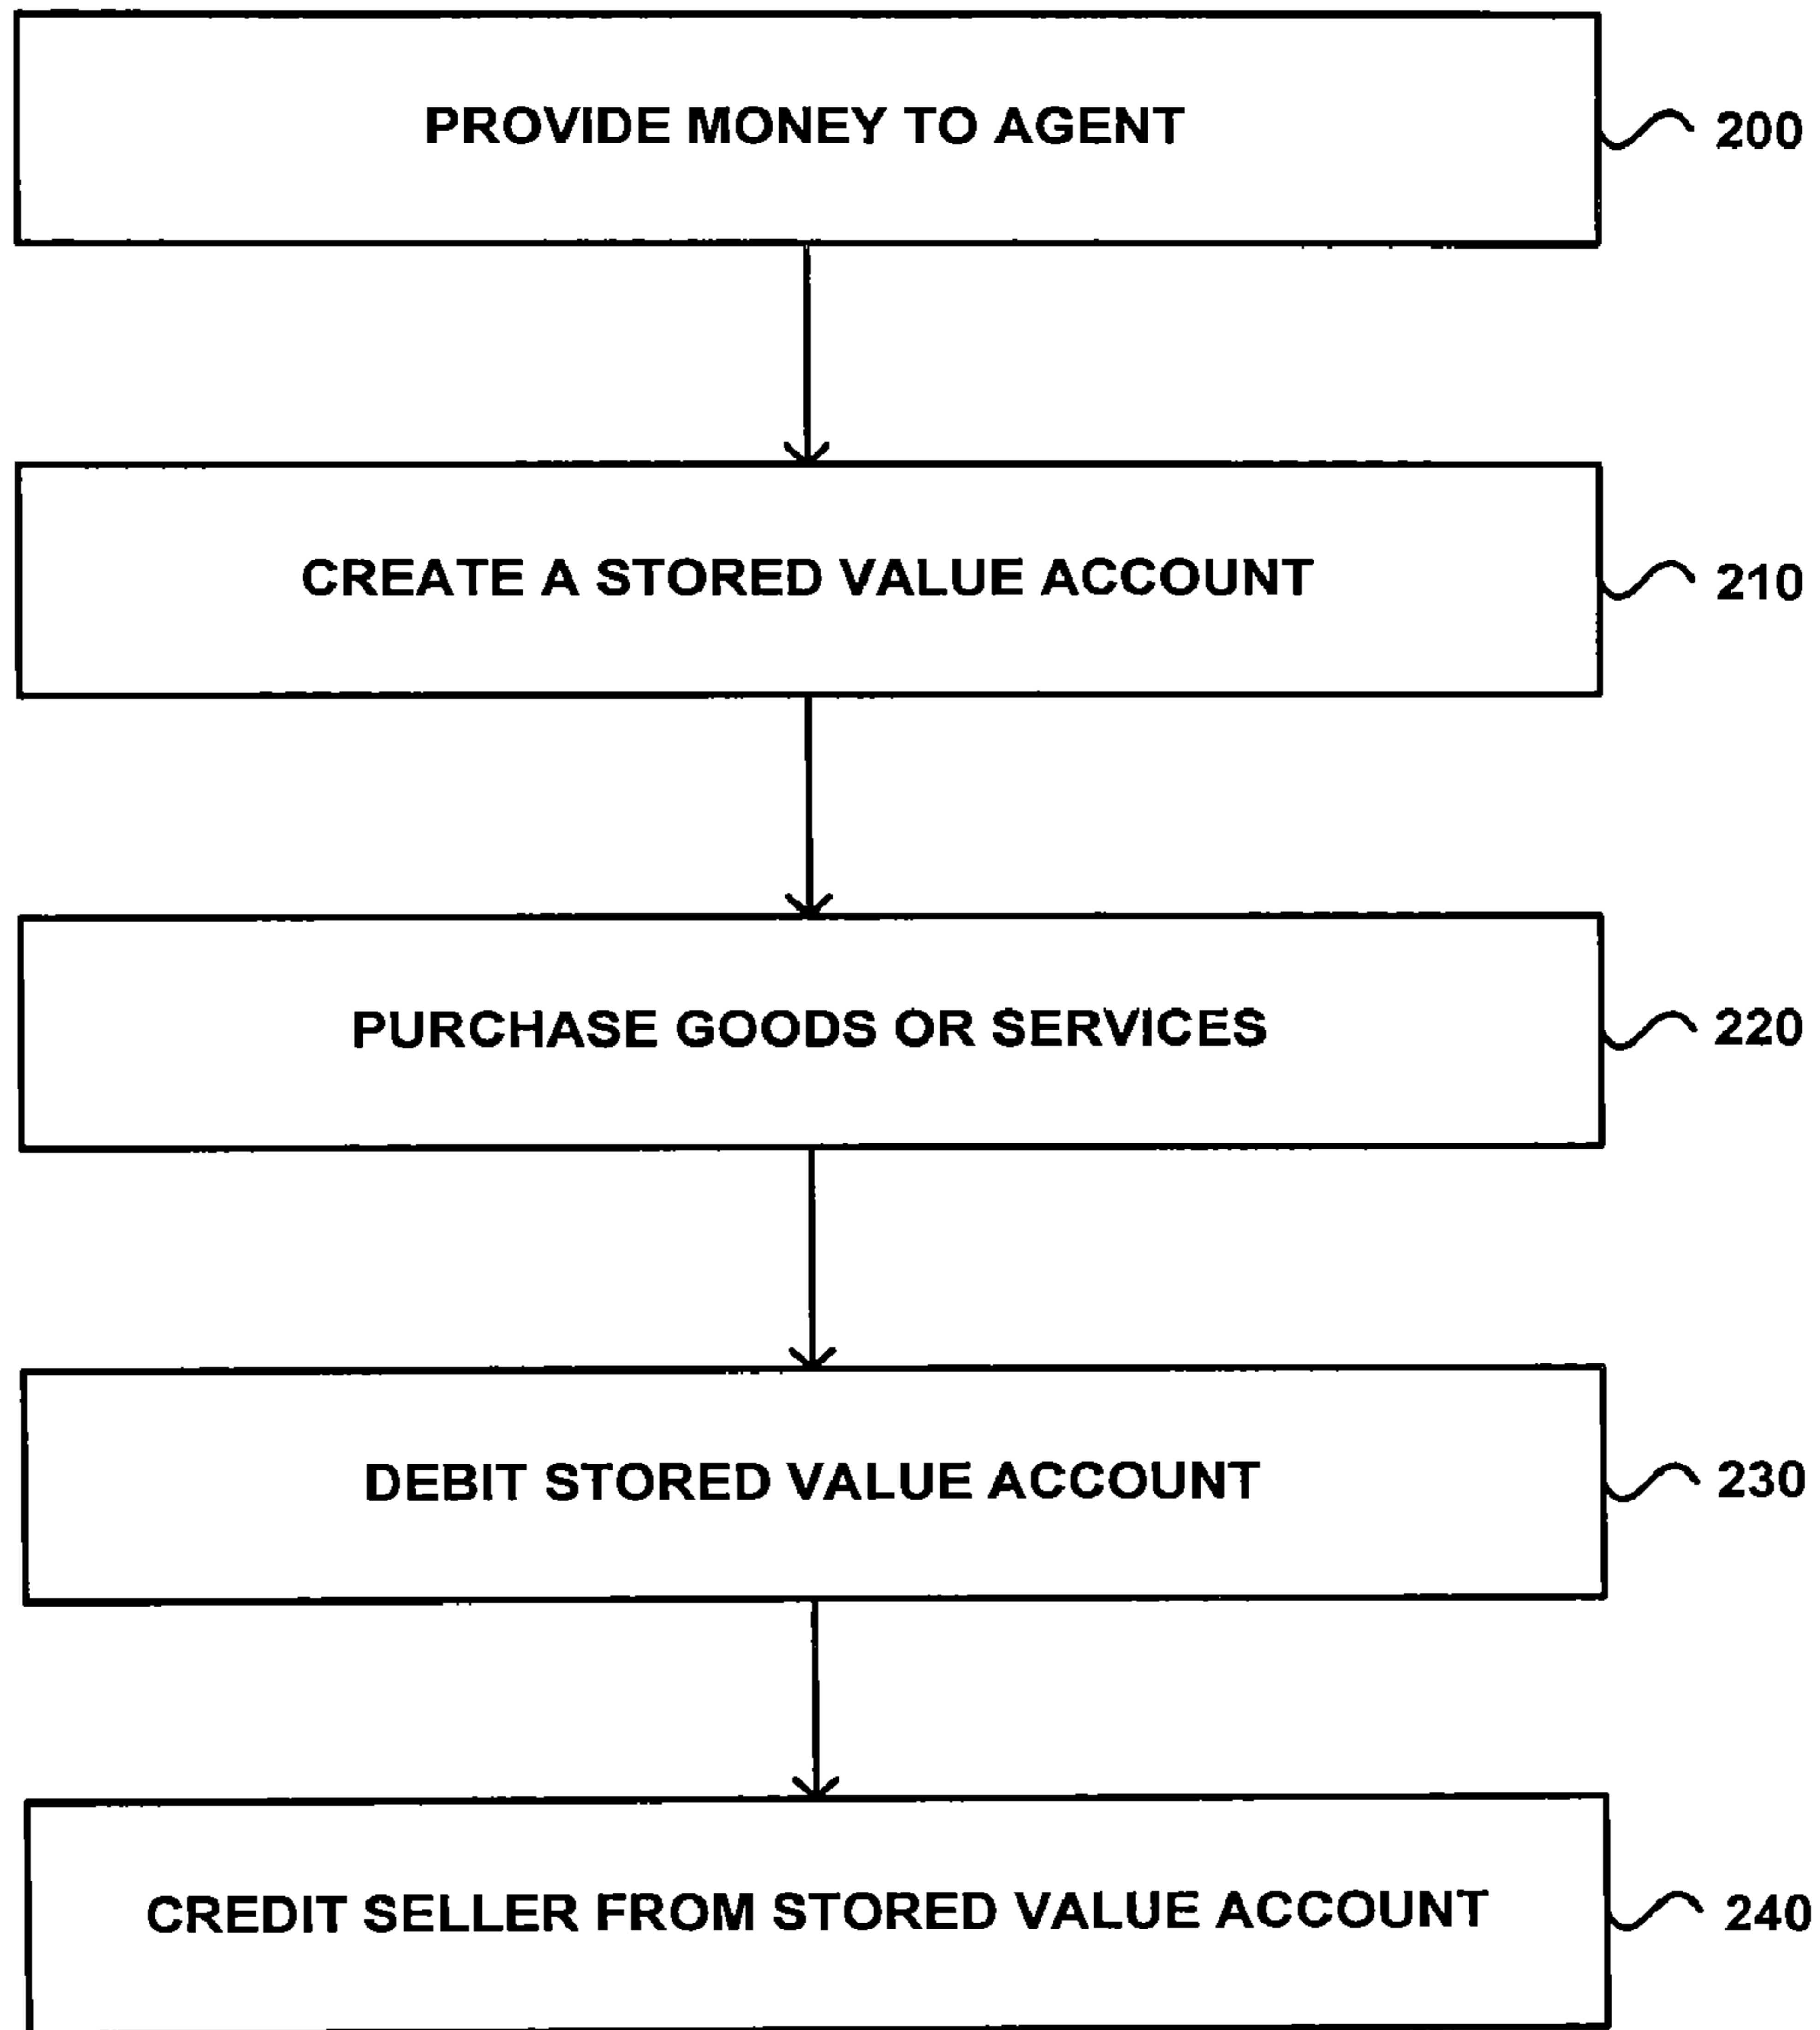 PROVIDE MONEY TO AGENT 200
CREATE A STORED VALUE ACCOUNT 210
PURCHASE GOODS OR SERVICES 220
DEBIT STORED VALUE ACCOUNT 230
CREDIT SELLER FROM STORED VALUE ACCOUNT 240